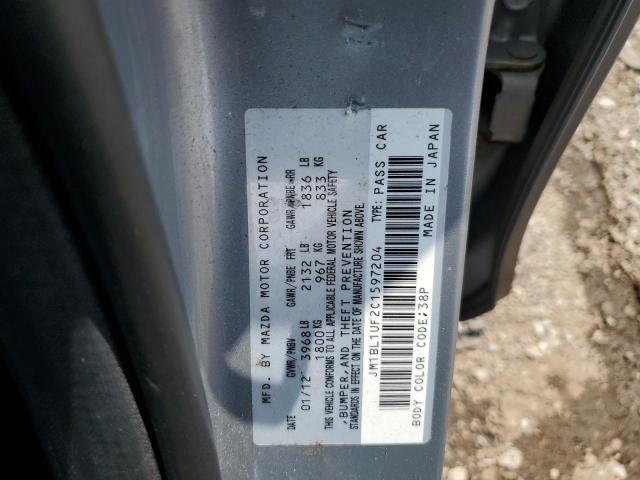 MFD. BY MAZDA MOTOR CORPORATION
DATE GVWR/PNBV GAWR/PNBE FRT GAWR/PNBE RR
01/12 3968 LB 2132 LB 1836 LB
1800 KG 967 KG 833 KG
THIS VEHICLE CONFORMS TO ALL APPLICABLE FEDERAL MOTOR VEHICLE SAFETY
,BUMPER,AND THEFT PREVENTION
STANDARDS IN EFFECT ON THE DATE OF MANUFACTURE SHOWN ABOVE.
JM1BL1UF2C1597204 TYPE: PASS CAR
BODY COLOR CODE;38P MADE IN JAPAN